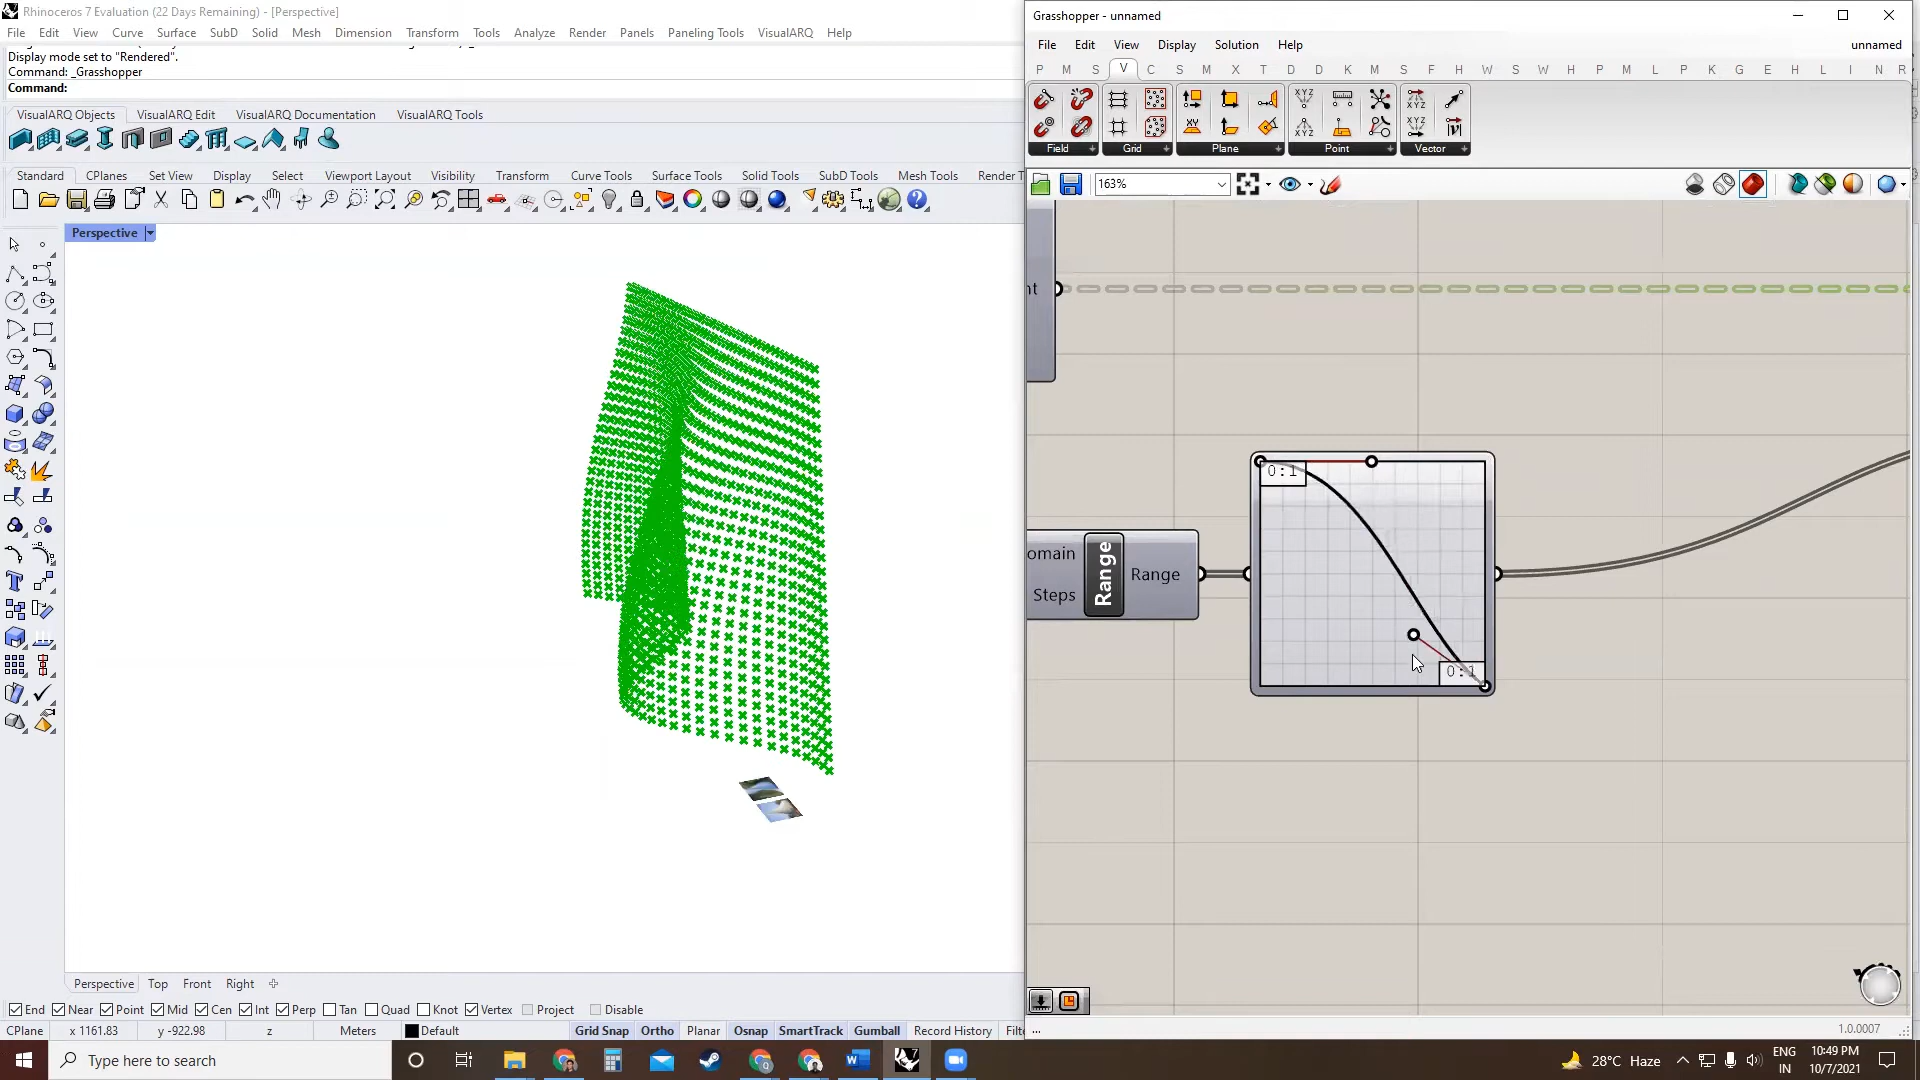 Rhinoceros 7 Evaluation (22 Days Remaining) - [Perspective]
File Edit View Curve Surface SubD Solid Mesh Dimension Transform Tools Analyze Render Panels Paneling Tools VisualARQ Help
Display mode set to "Rendered".
Command: _Grasshopper
Command:
VisualARQ Objects VisualARQ Edit VisualARQ Documentation VisualARQ Tools
Standard CPlanes Set View Display Select Viewport Layout Visibility Transform Curve Tools Surface Tools Solid Tools SubD Tools Mesh Tools Render T
Perspective
Perspective Top Front Right
End Near Point Mid Cen Int Perp Tan Quad Knot Vertex Project Disable
CPlane x 1161.83 y -922.98 z Meters Default Grid Snap Ortho Planar Osnap SmartTrack Gumball Record History Filte
Grasshopper - unnamed
File Edit View Display Solution Help unnamed
P M S V C S M X T D D K M S F H W S W H P M L P K G E H L I N R
Field Grid Plane Point Vector
163%
nt
0:1
omain
Steps
Range
Range
0:1
...
1.0.0007
Type here to search
28°C Haze
ENG
IN
10:49 PM
10/7/2021